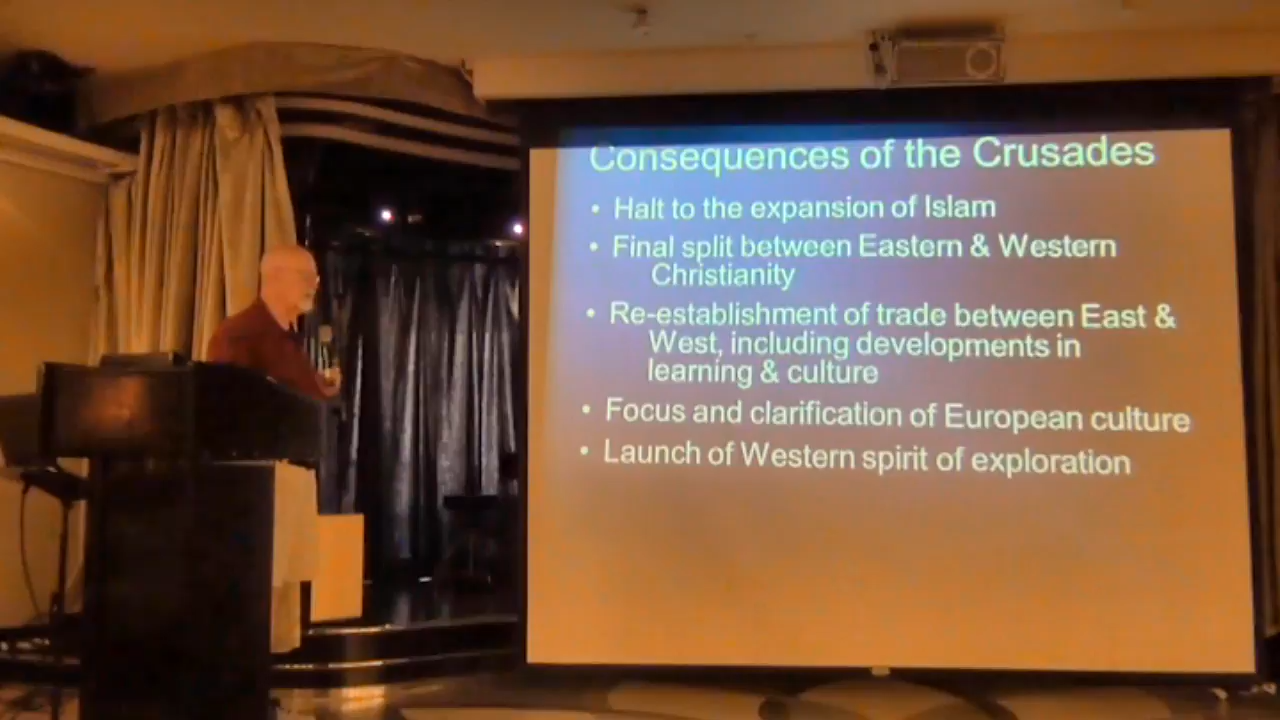 Consequences of the Crusades
• Halt to the expansion of Islam
• Final split between Eastern & Western
Christianity
• Re-establishment of trade between East &
West, including developments in
learning & culture
• Focus and clarification of European culture
• Launch of Western spirit of exploration